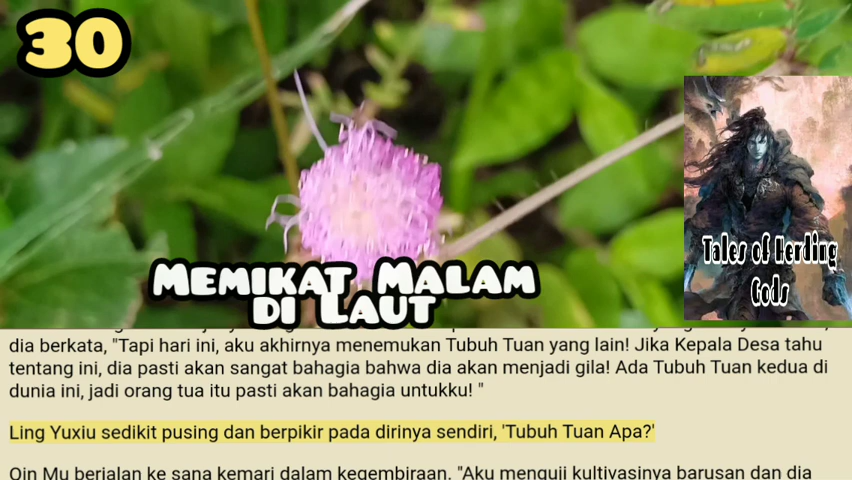 30
Tales of Herding
Gods
MEMIKAT MALAM
DI LAUT
dia berkata, "Tapi hari ini, aku akhirnya menemukan Tubuh Tuan yang lain! Jika Kepala Desa tahu
tentang ini, dia pasti akan sangat bahagia bahwa dia akan menjadi gila! Ada Tubuh Tuan kedua di
dunia ini, jadi orang tua itu pasti akan bahagia untukku! "
Ling Yuxiu sedikit pusing dan berpikir pada dirinya sendiri, 'Tubuh Tuan Apa?'
Qin Mu berjalan ke sana kemari dalam kegembiraan. "Aku menguji kultivasinya barusan dan dia